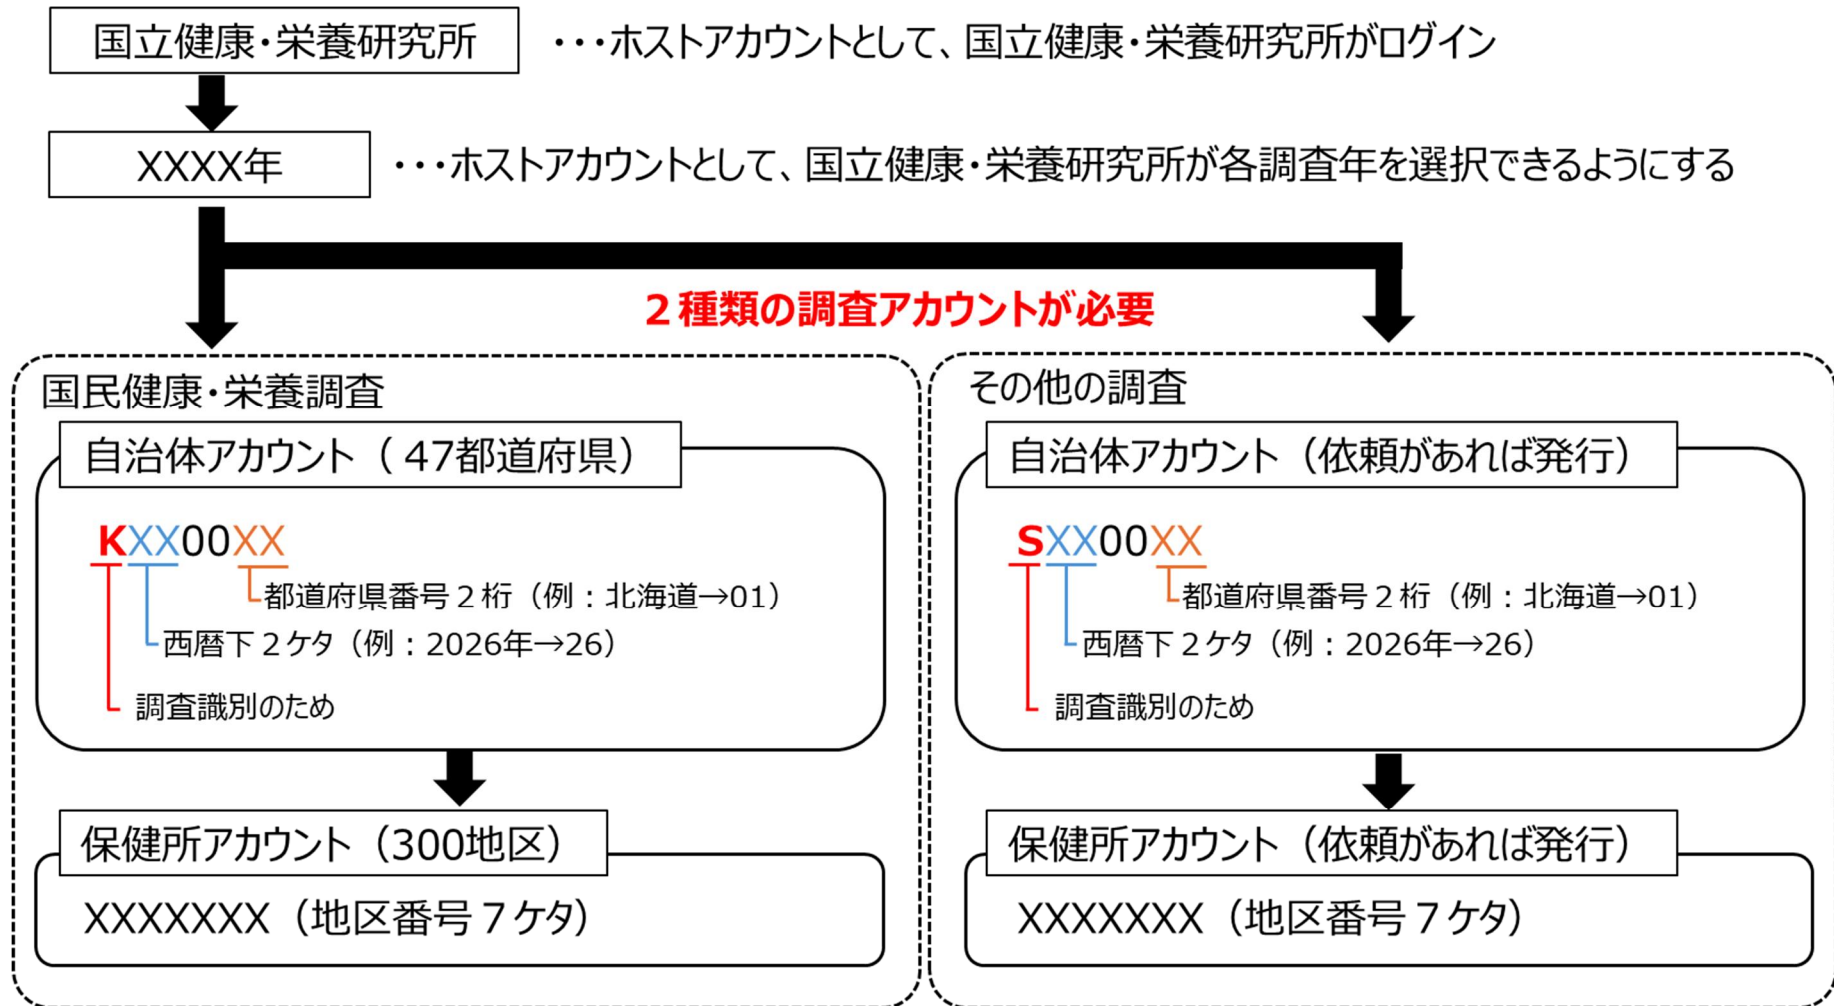 国立健康・栄養研究所 ・・・ホストアカウントとして、国立健康・栄養研究所がログイン
XXXX年 ・・・ホストアカウントとして、国立健康・栄養研究所が各調査年を選択できるようにする
２種類の調査アカウントが必要
国民健康・栄養調査
自治体アカウント（47都道府県）
KXX00XX
都道府県番号２桁（例：北海道→01）
西暦下２ケタ（例：2026年→26）
調査識別のため
保健所アカウント（300地区）
XXXXXXX（地区番号７ケタ）
その他の調査
自治体アカウント（依頼があれば発行）
SXX00XX
都道府県番号２桁（例：北海道→01）
西暦下２ケタ（例：2026年→26）
調査識別のため
保健所アカウント（依頼があれば発行）
XXXXXXX（地区番号７ケタ）